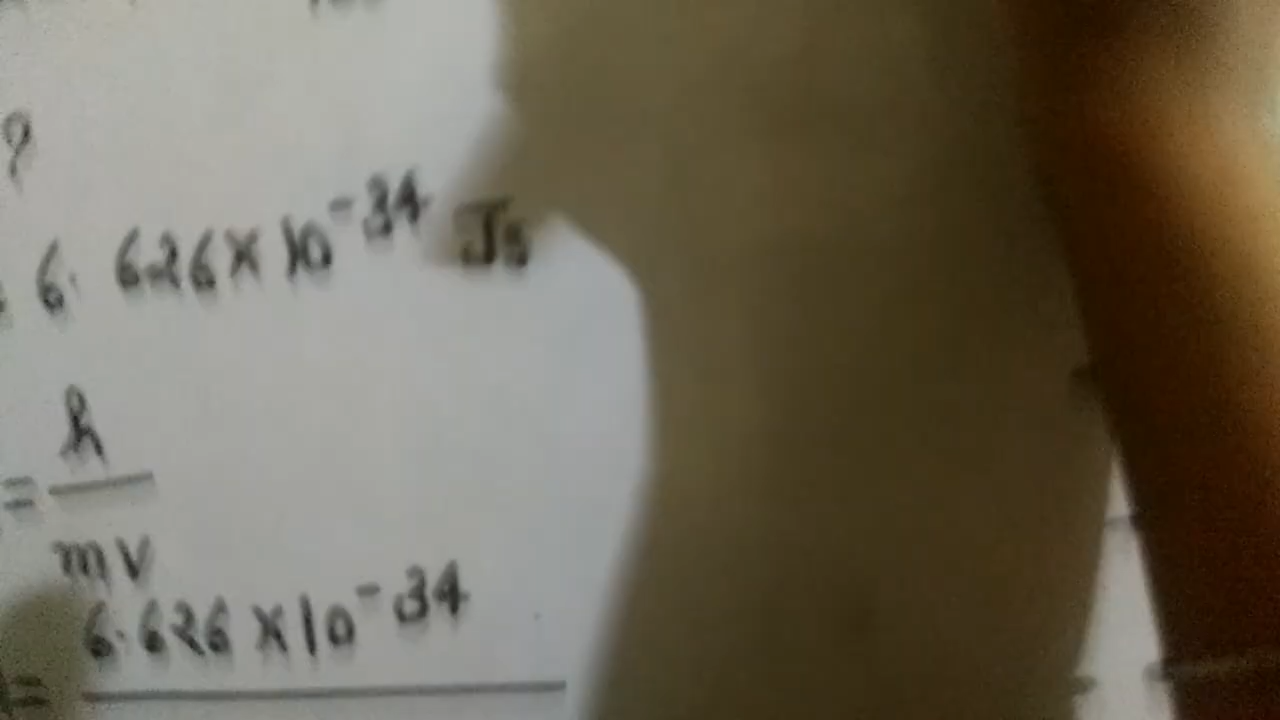 ?
6.626×10⁻³⁴ Js
= h
mv
= 6.626×10⁻³⁴